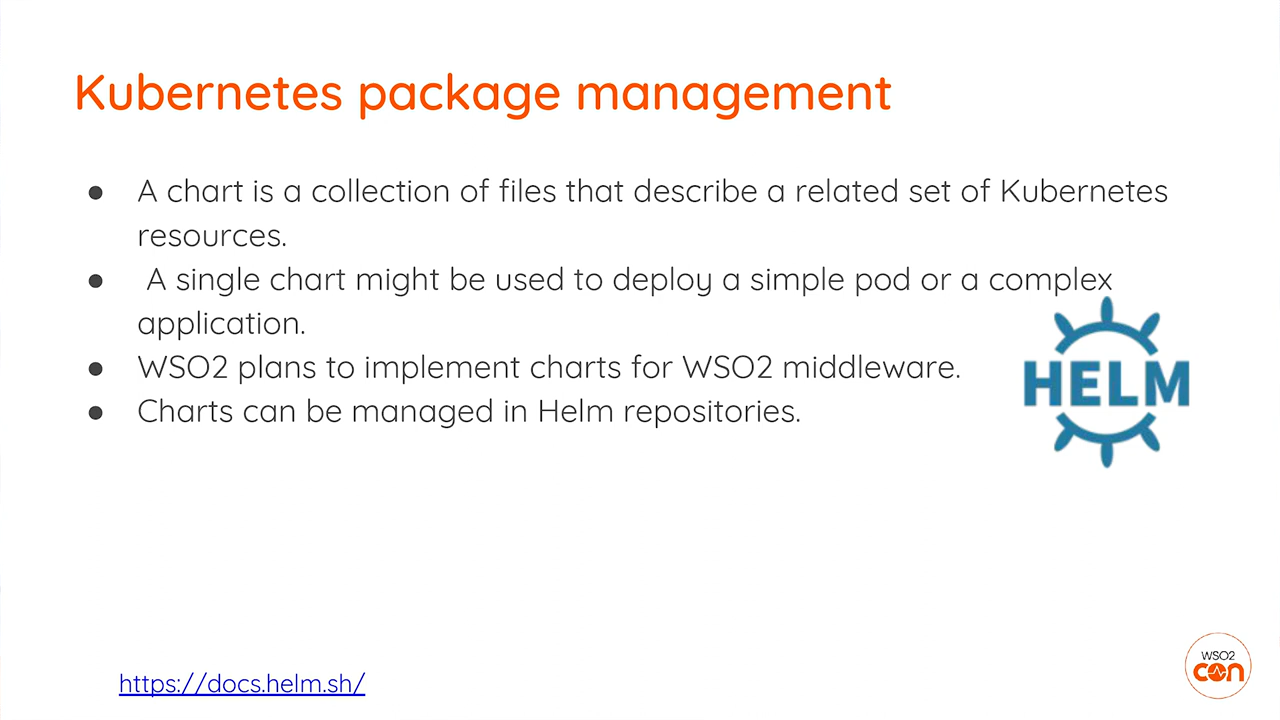 Kubernetes package management
● A chart is a collection of files that describe a related set of Kubernetes
resources.
● A single chart might be used to deploy a simple pod or a complex
application.
● WSO2 plans to implement charts for WSO2 middleware.
● Charts can be managed in Helm repositories.
HELM
https://docs.helm.sh/
WSO2
con